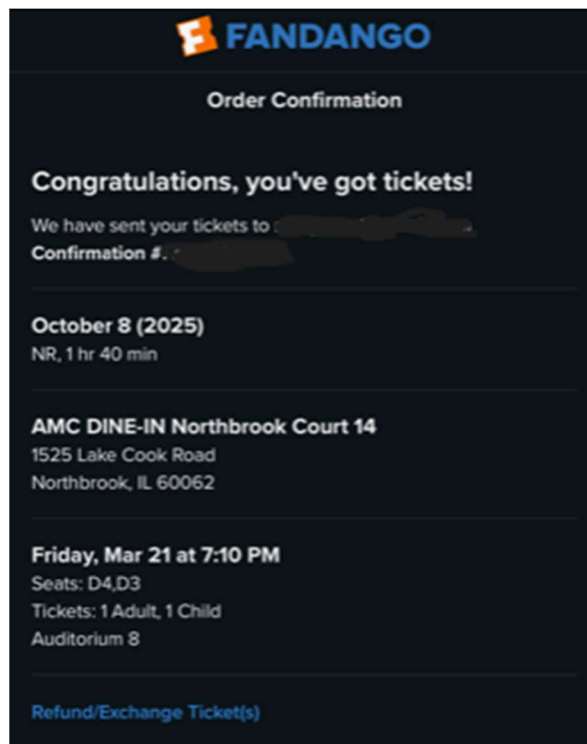 FANDANGO
Order Confirmation
Congratulations, you've got tickets!
We have sent your tickets to
Confirmation #.
October 8 (2025)
NR, 1 hr 40 min
AMC DINE-IN Northbrook Court 14
1525 Lake Cook Road
Northbrook, IL 60062
Friday, Mar 21 at 7:10 PM
Seats: D4,D3
Tickets: 1 Adult, 1 Child
Auditorium 8
Refund/Exchange Ticket(s)